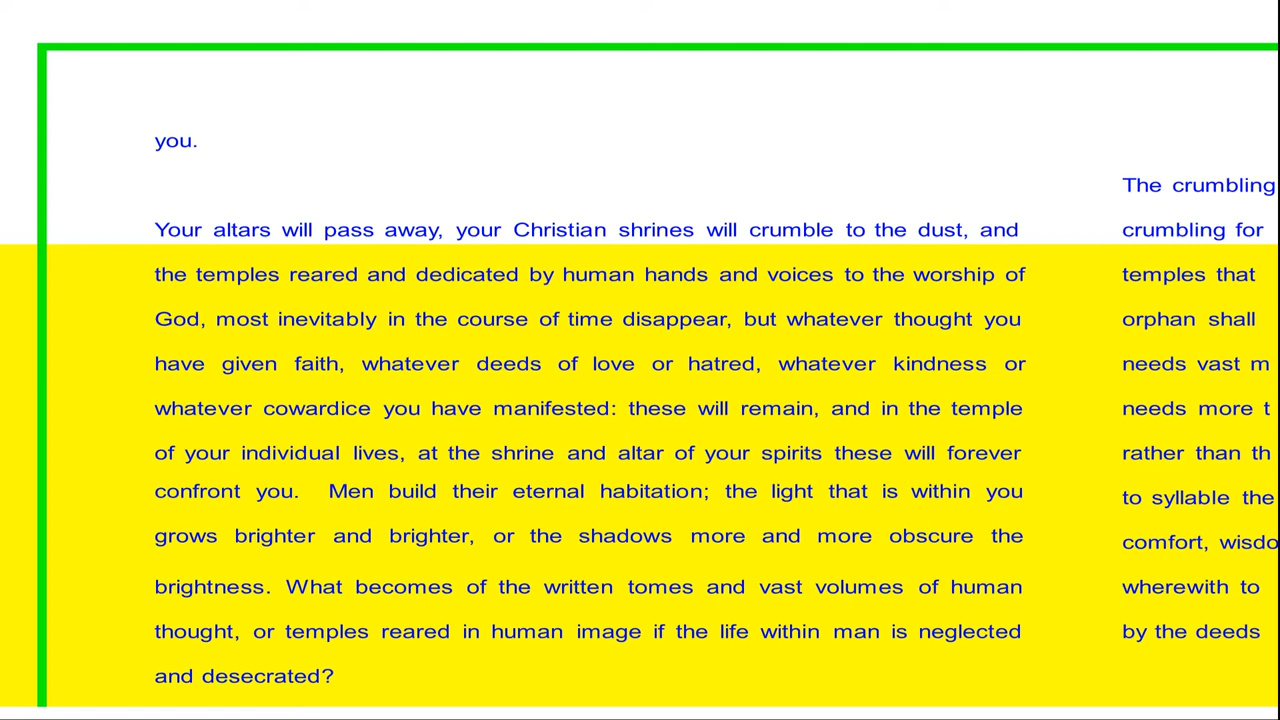 you.
Your altars will pass away, your Christian shrines will crumble to the dust, and
the temples reared and dedicated by human hands and voices to the worship of
God, most inevitably in the course of time disappear, but whatever thought you
have given faith, whatever deeds of love or hatred, whatever kindness or
whatever cowardice you have manifested: these will remain, and in the temple
of your individual lives, at the shrine and altar of your spirits these will forever
confront you. Men build their eternal habitation; the light that is within you
grows brighter and brighter, or the shadows more and more obscure the
brightness. What becomes of the written tomes and vast volumes of human
thought, or temples reared in human image if the life within man is neglected
and desecrated?
The crumbling
crumbling for
temples that
orphan shall
needs vast
needs more
rather than
to syllable the
comfort,
wherewith to
by the deeds